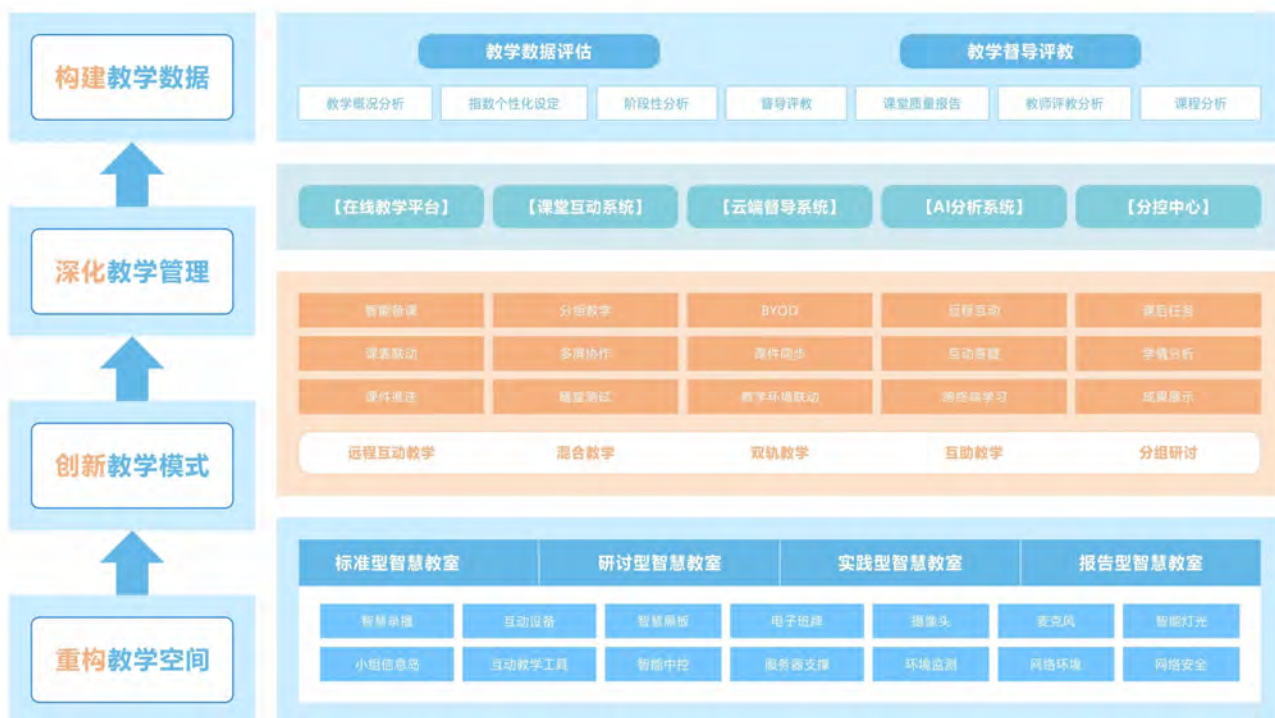 构建教学数据
教学数据评估
教学督导评教
教学概况分析
指数个性化设定
阶段性分析
督导评教
课堂质量报告
教师评教分析
课程分析
深化教学管理
【在线教学平台】
【课堂互动系统】
【云端督导系统】
【AI分析系统】
【分控中心】
创新教学模式
智能备课
分组教学
BYOD
远程互动
课后任务
课表联动
多屏协作
课件同步
互动答疑
学情分析
课件推送
随堂测试
教学环境联动
跨终端学习
成果展示
远程互动教学
混合教学
双轨教学
互助教学
分组研讨
重构教学空间
标准型智慧教室
研讨型智慧教室
实践型智慧教室
报告型智慧教室
智慧录播
互动设备
智慧黑板
电子班牌
摄像头
麦克风
智能灯光
小组信息岛
互动教学工具
智能中控
服务器支撑
环境监测
网络环境
网络安全